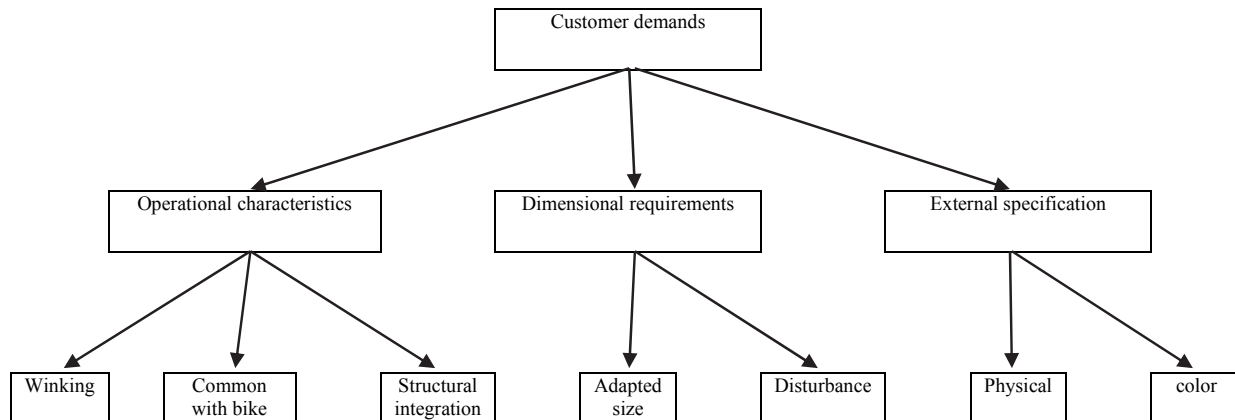 Customer demands
Operational characteristics
Dimensional requirements
External specification
Winking
Common
with bike
Structural
integration
Adapted
size
Disturbance
Physical
color